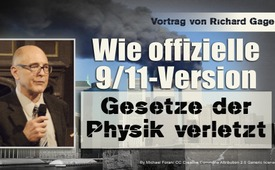 Vortrag von Richard Gage
Wie offizielle
9/11-Version
Gesetze der
Physik verletzt